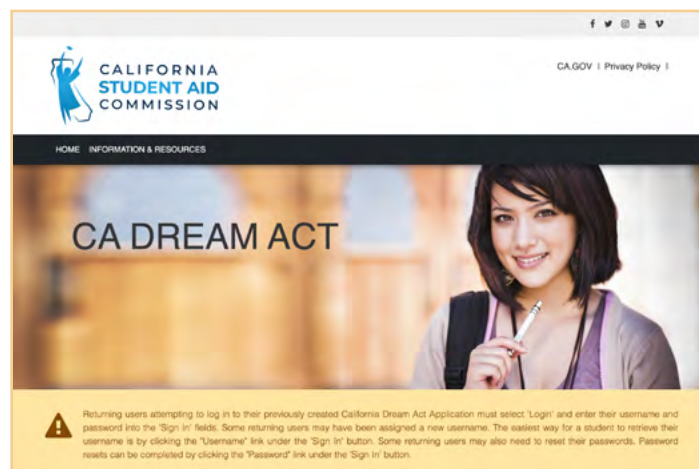 CA.GOV | Privacy Policy |
CALIFORNIA
STUDENT AID
COMMISSION
HOME INFORMATION & RESOURCES
CA DREAM ACT
Returning users attempting to log in to their previously created California Dream Act Application must select 'Login' and enter their username and
password into the 'Sign In' fields. Some returning users may have been assigned a new username. The easiest way for a student to retrieve their
username is by clicking the "Username" link under the 'Sign In' button. Some returning users may also need to reset their passwords. Password
resets can be completed by clicking the "Password" link under the 'Sign In' button.